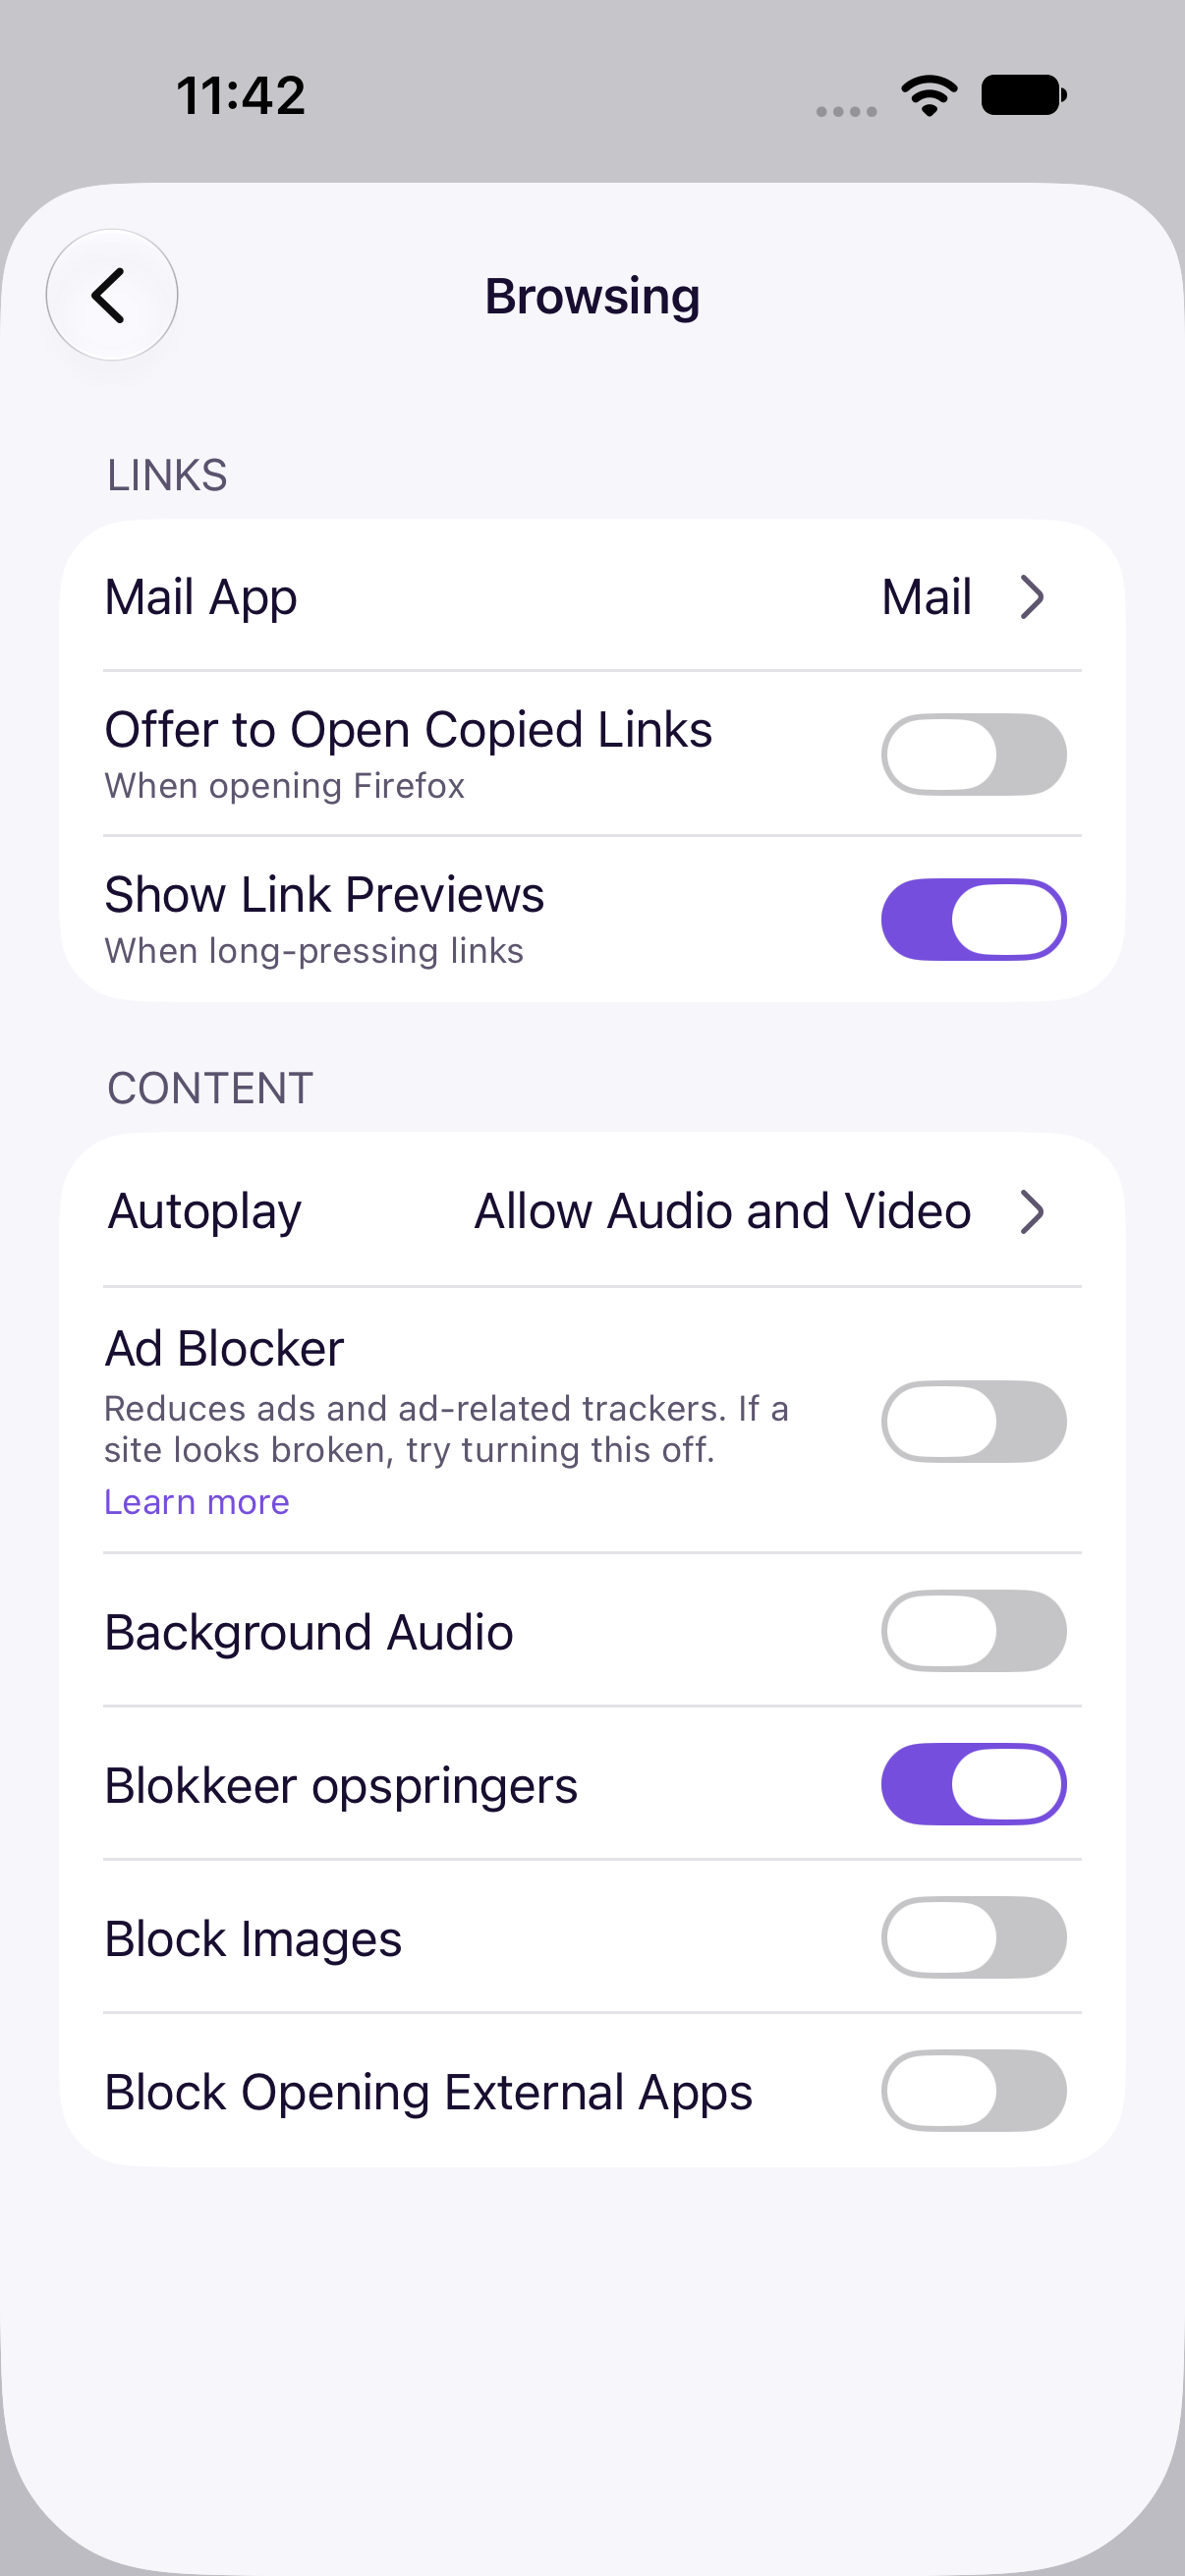 11:42
Browsing
LINKS
Mail App Mail
Offer to Open Copied Links
When opening Firefox
Show Link Previews
When long-pressing links
CONTENT
Autoplay Allow Audio and Video
Ad Blocker
Reduces ads and ad-related trackers. If a
site looks broken, try turning this off.
Learn more
Background Audio
Blokkeer opspringers
Block Images
Block Opening External Apps